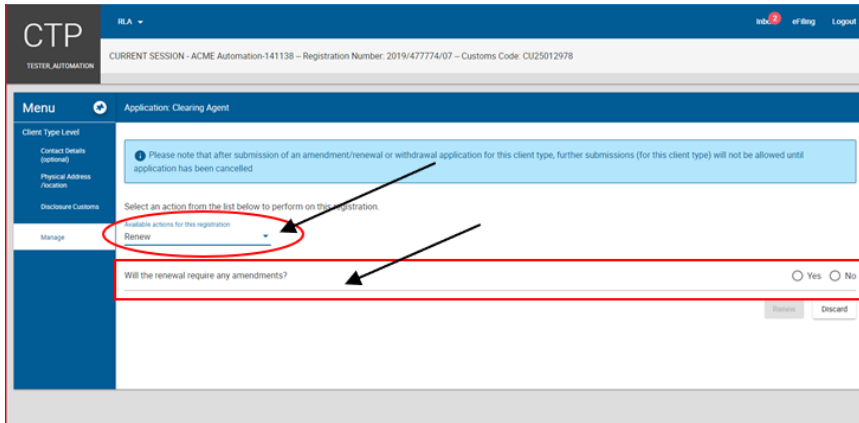 CTP
TESTER_AUTOMATION
RLA
Inbox 2 eFiling Logout
CURRENT SESSION - ACME Automation-141138 – Registration Number: 2019/477774/07 – Customs Code: CU25012978
Menu
Client Type Level
Contact Details
(optional)
Physical Address
/location
Disclosure Customs
Manage
Application: Clearing Agent
Please note that after submission of an amendment/renewal or withdrawal application for this client type, further submissions (for this client type) will not be allowed until
application has been cancelled
Select an action from the list below to perform on this registration.
Available actions for this registration
Renew
Will the renewal require any amendments?
Yes No
Renew Discard